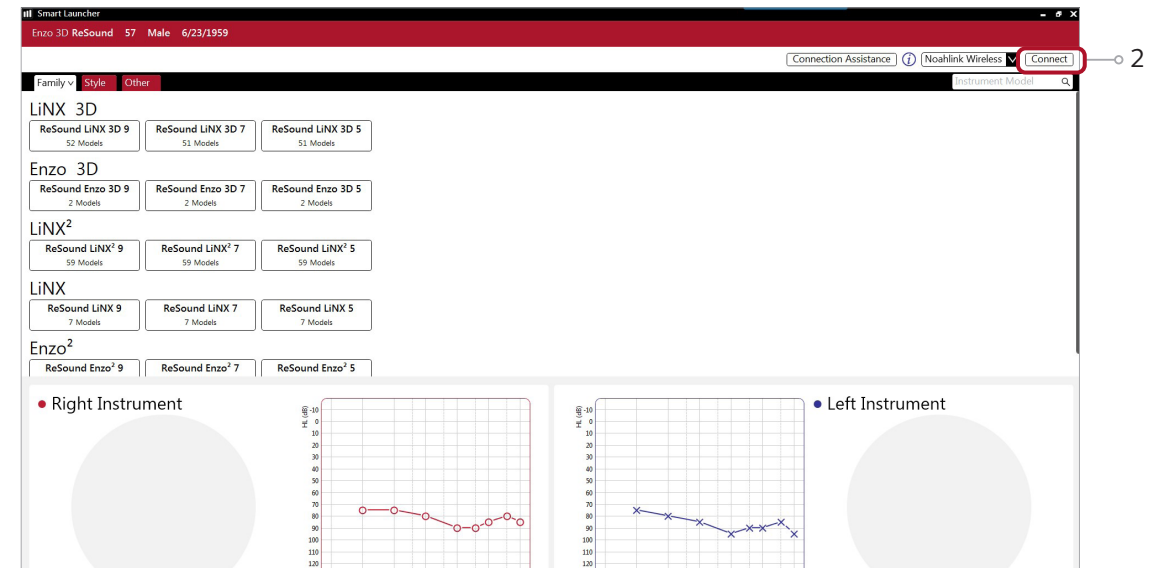 Smart Launcher
Enzo 3D ReSound 57 Male 6/23/1959
Connection Assistance i Noahlink Wireless Connect 2
Family Style Other Instrument Model
LiNX 3D
ReSound LiNX 3D 9 ReSound LiNX 3D 7 ReSound LiNX 3D 5
52 Models 51 Models 51 Models
Enzo 3D
ReSound Enzo 3D 9 ReSound Enzo 3D 7 ReSound Enzo 3D 5
2 Models 2 Models 2 Models
LiNX²
ReSound LiNX² 9 ReSound LiNX² 7 ReSound LiNX² 5
59 Models 59 Models 59 Models
LiNX
ReSound LiNX 9 ReSound LiNX 7 ReSound LiNX 5
7 Models 7 Models 7 Models
Enzo²
ReSound Enzo² 9 ReSound Enzo² 7 ReSound Enzo² 5
Right Instrument
HL (dB)
-10
0
10
20
30
40
50
60
70
80
90
100
110
120
HL (dB)
-10
0
10
20
30
40
50
60
70
80
90
100
110
120
Left Instrument